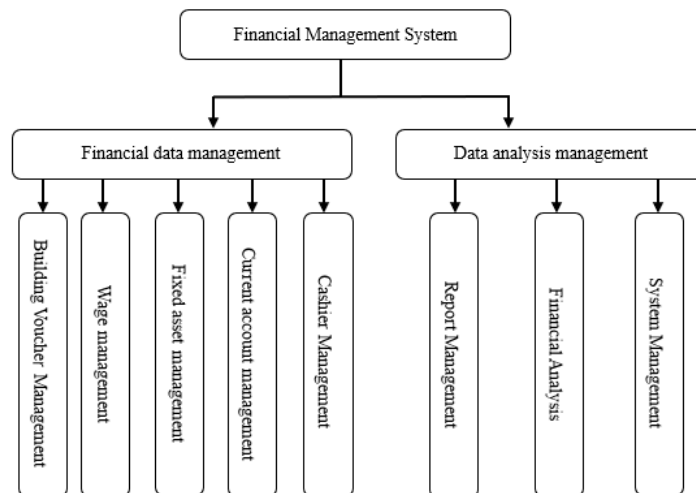 Financial Management System
Financial data management
Data analysis management
Building Voucher Management
Wage management
Fixed asset management
Current account management
Cashier Management
Report Management
Financial Analysis
System Management